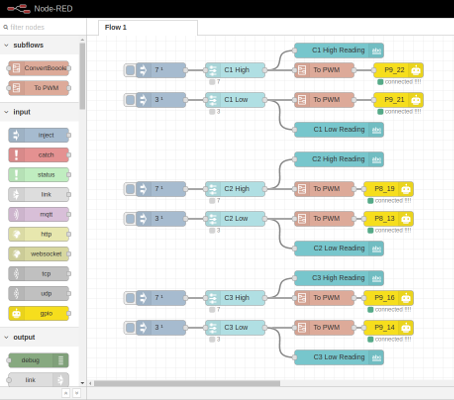 Node-RED
filter nodes
Flow 1
subflows
ConvertBoolea
To PWM
input
inject
catch
status
link
mqtt
http
websocket
tcp
udp
gpio
output
debug
link
C1 High Reading
7 ¹
C1 High
To PWM
P9_22
7
connected !!!!
3 ¹
C1 Low
To PWM
P9_21
3
connected !!!!
C1 Low Reading
C2 High Reading
7 ¹
C2 High
To PWM
P8_19
7
connected !!!!
3 ¹
C2 Low
To PWM
P8_13
3
connected !!!!
C2 Low Reading
C3 High Reading
7 ¹
C3 High
To PWM
P9_16
7
connected !!!!
3 ¹
C3 Low
To PWM
P9_14
3
connected !!!!
C3 Low Reading